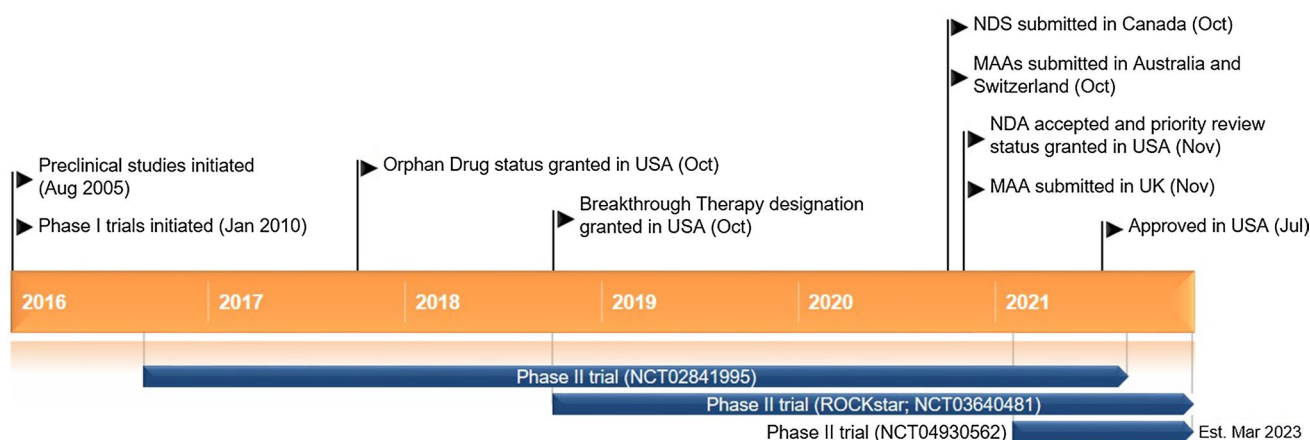 NDS submitted in Canada (Oct)
MAAs submitted in Australia and
Switzerland (Oct)
NDA accepted and priority review
status granted in USA (Nov)
MAA submitted in UK (Nov)
Preclinical studies initiated
(Aug 2005)
Phase I trials initiated (Jan 2010)
Orphan Drug status granted in USA (Oct)
Breakthrough Therapy designation
granted in USA (Oct)
Approved in USA (Jul)
2016
2017
2018
2019
2020
2021
Phase II trial (NCT02841995)
Phase II trial (ROCKstar; NCT03640481)
Phase II trial (NCT04930562)
Est. Mar 2023